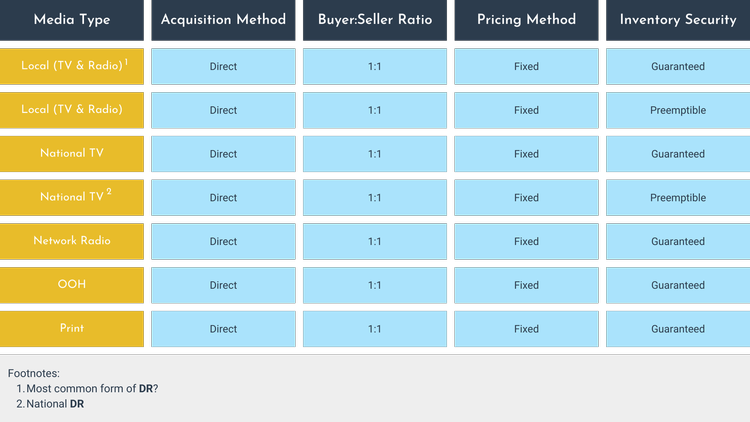 Media Type Acquisition Method Buyer:Seller Ratio Pricing Method Inventory Security
Local (TV & Radio) 1 Direct 1:1 Fixed Guaranteed
Local (TV & Radio) Direct 1:1 Fixed Preemptible
National TV Direct 1:1 Fixed Guaranteed
National TV 2 Direct 1:1 Fixed Preemptible
Network Radio Direct 1:1 Fixed Guaranteed
OOH Direct 1:1 Fixed Guaranteed
Print Direct 1:1 Fixed Guaranteed
Footnotes:
1. Most common form of DR?
2. National DR